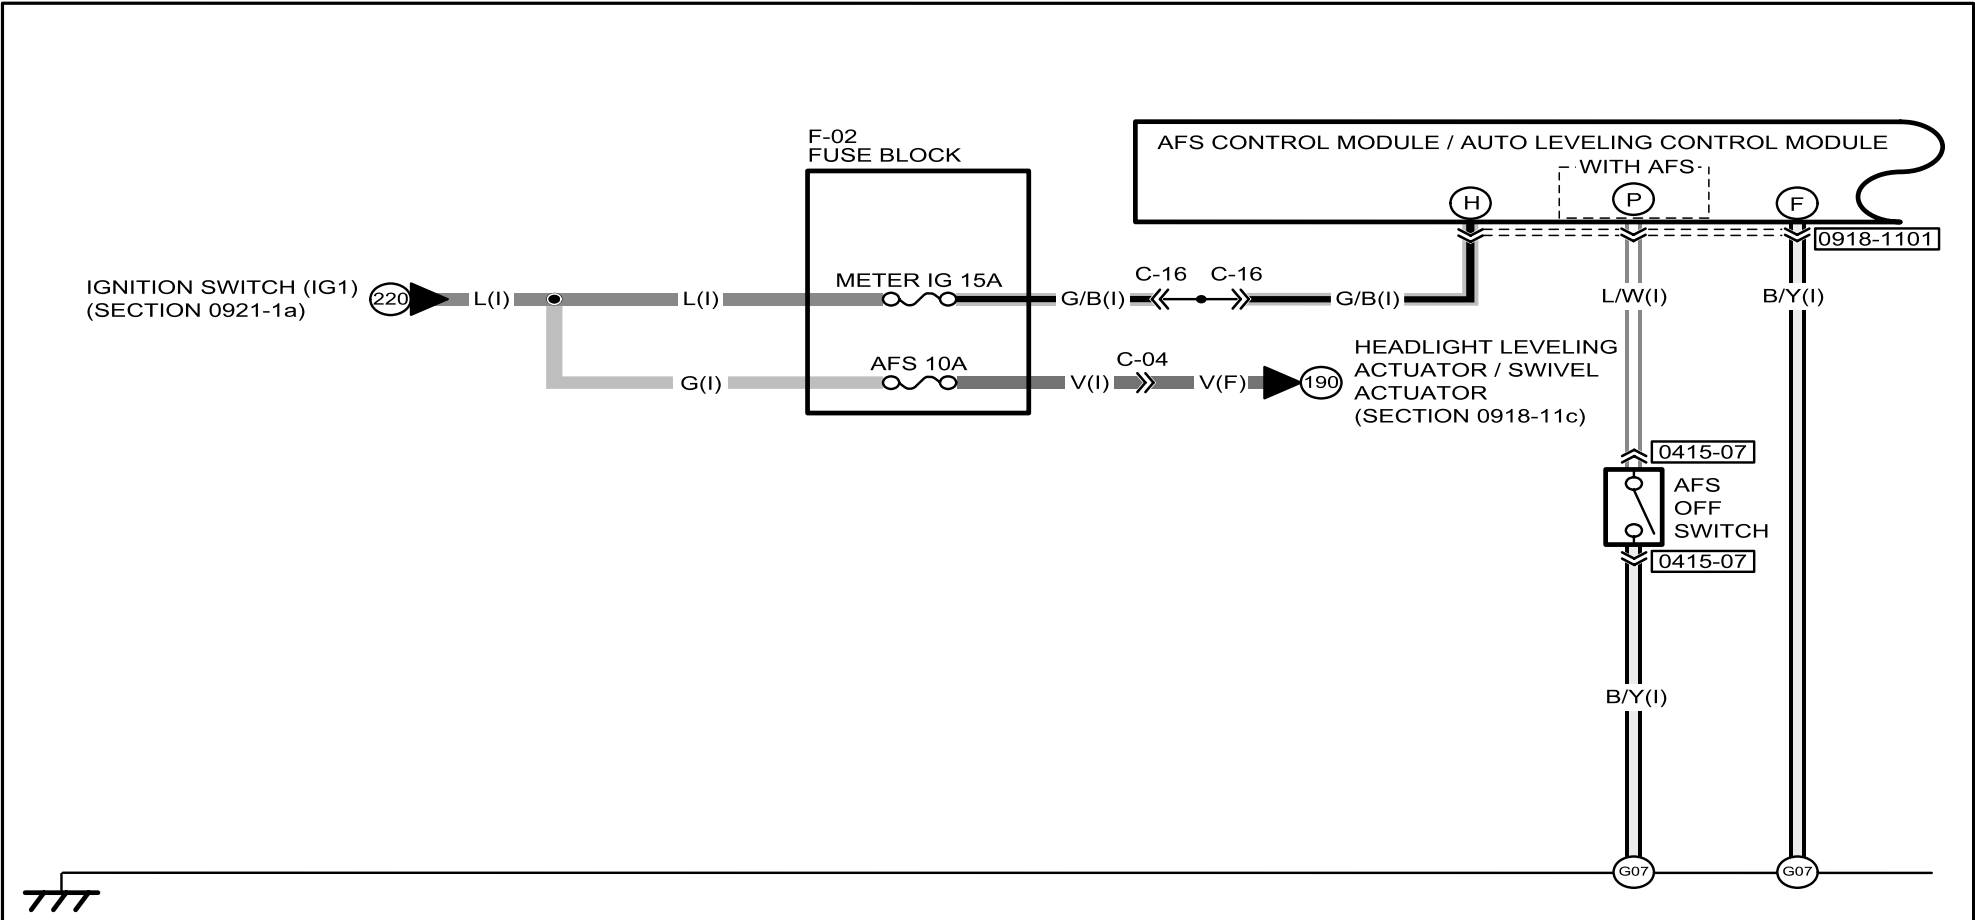 F-02
FUSE BLOCK
AFS CONTROL MODULE / AUTO LEVELING CONTROL MODULE
WITH AFS
H
P
F
0918-1101
IGNITION SWITCH (IG1)
(SECTION 0921-1a)
220
L(I)
L(I)
METER IG 15A
G/B(I)
C-16
C-16
G/B(I)
L/W(I)
B/Y(I)
G(I)
AFS 10A
V(I)
C-04
V(F)
190
HEADLIGHT LEVELING
ACTUATOR / SWIVEL
ACTUATOR
(SECTION 0918-11c)
0415-07
AFS
OFF
SWITCH
0415-07
B/Y(I)
G07
G07